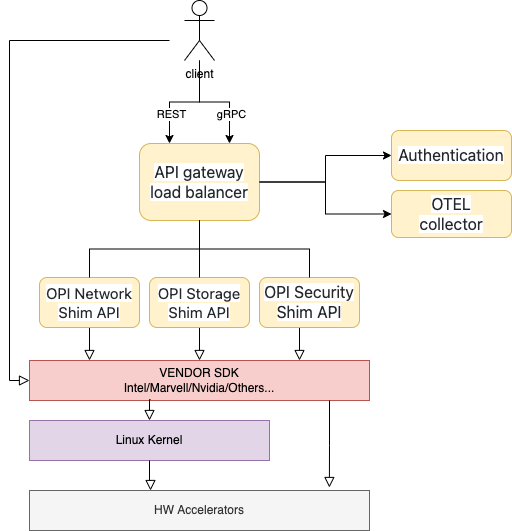 client
REST
gRPC
API gateway
load balancer
Authentication
OTEL
collector
OPI Network
Shim API
OPI Storage
Shim API
OPI Security
Shim API
VENDOR SDK
Intel/Marvell/Nvidia/Others...
Linux Kernel
HW Accelerators